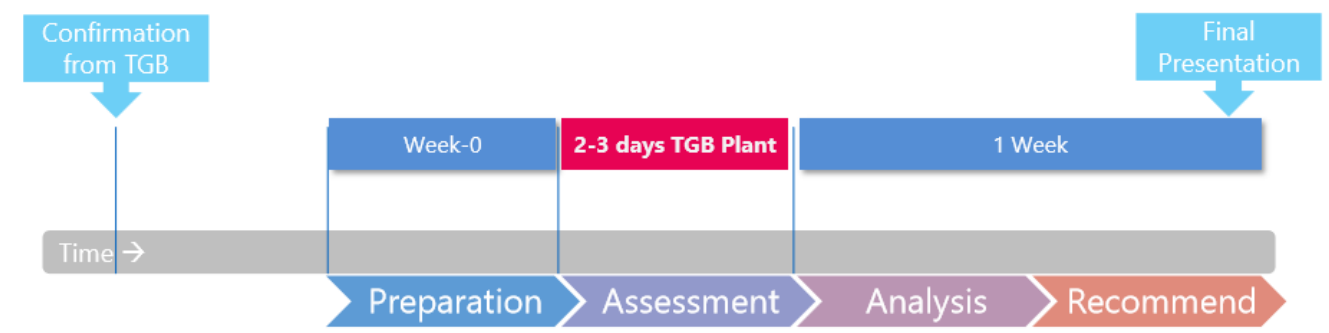 Confirmation
from TGB
Final
Presentation
Week-0
2-3 days TGB Plant
1 Week
Time →
Preparation
Assessment
Analysis
Recommend